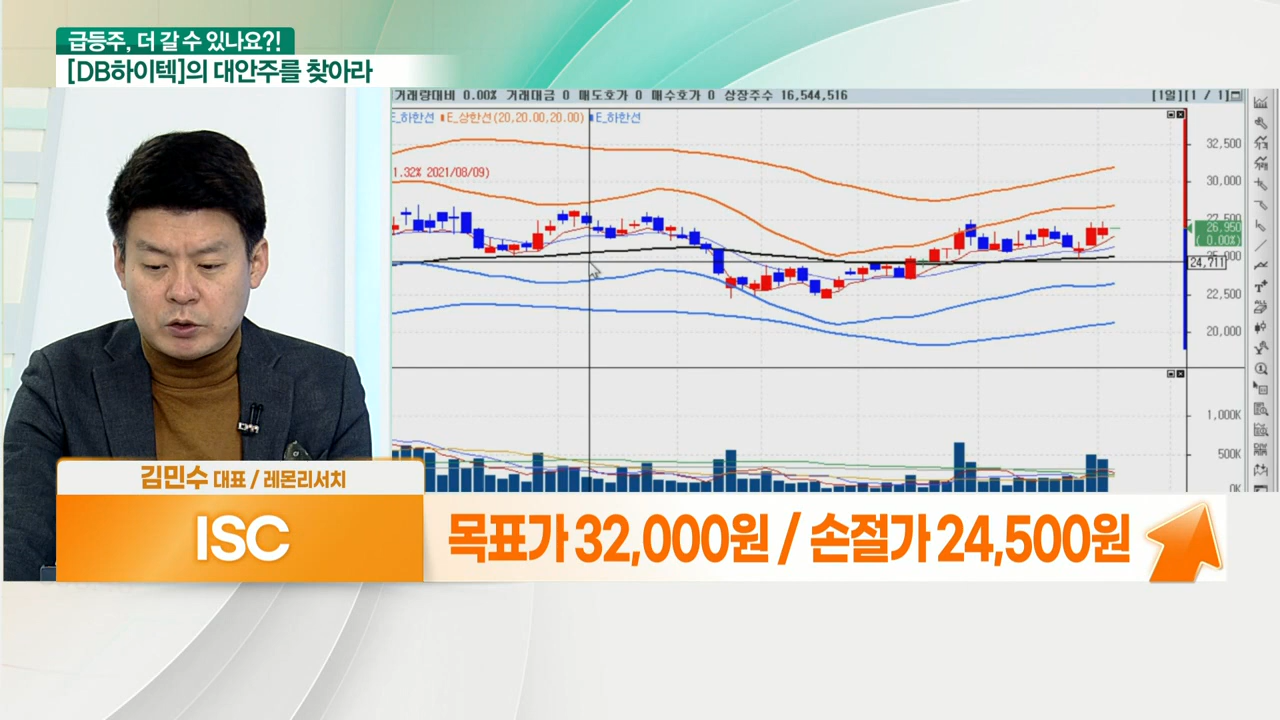 급등주, 더 갈 수 있나요?!
[DB하이텍]의 대안주를 찾아라
거래량대비 0.00% 거래대금 0 매도호가 0 매수호가 0 상장주수 16,544,516
[1일][1 / 1]
E_하한선 E_상한선(20,20.00,20.00) E_하한선
1.32% 2021/08/09)
32,500
30,000
27,500
26,950
( 0.00%)
25,000
24,711
22,500
20,000
1,000K
500K
0K
김민수 대표 / 레몬리서치
ISC
목표가 32,000원 / 손절가 24,500원